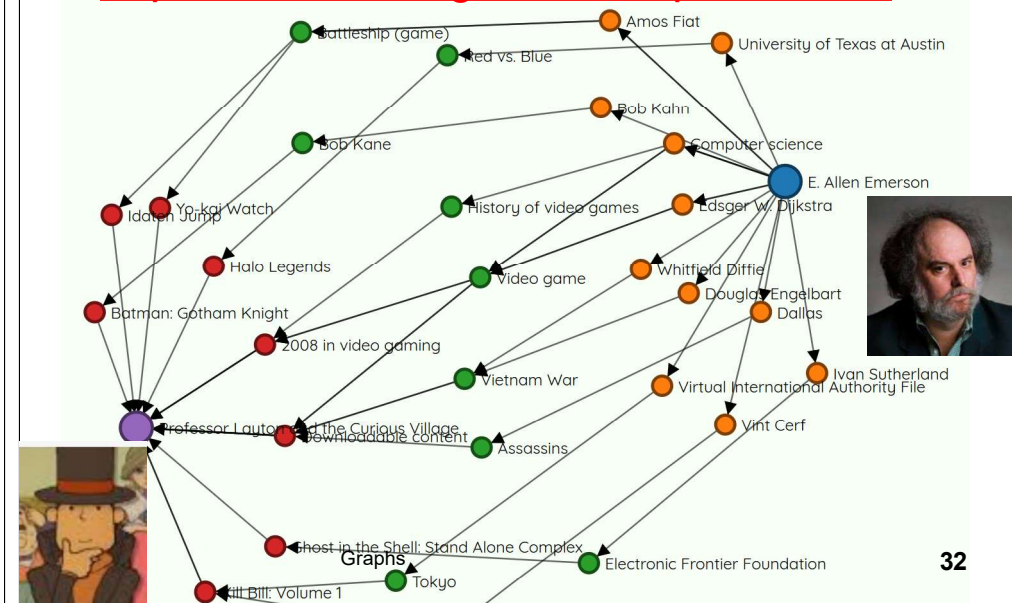 Amos Fiat
Battleship (game)
University of Texas at Austin
Red vs. Blue
Bob Kahn
Bob Kane
Computer science
E. Allen Emerson
Edsger W. Dijkstra
History of video games
Yo-kai Watch
Idaten Jump
Halo Legends
Whitfield Diffie
Video game
Douglas Engelbart
Batman: Gotham Knight
Dallas
2008 in video gaming
Ivan Sutherland
Vietnam War
Virtual International Authority File
Vint Cerf
Professor Layton and the Curious Village
Downloadable content
Assassins
Ghost in the Shell: Stand Alone Complex
Graphs
Electronic Frontier Foundation
32
Tokyo
Kill Bill: Volume 1